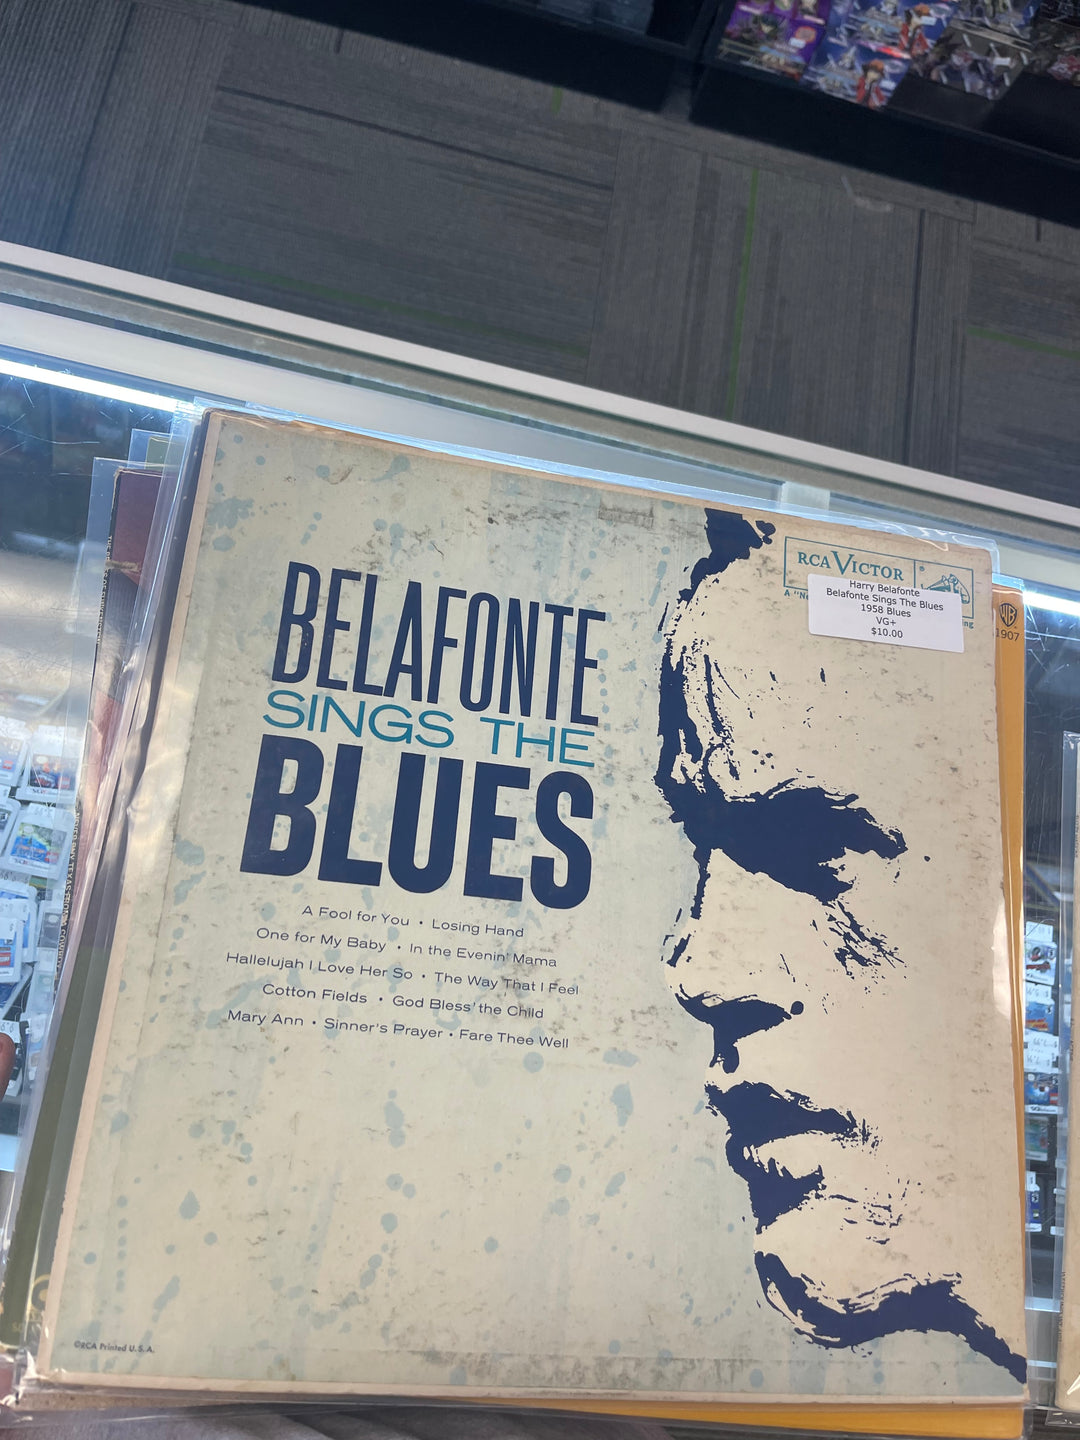 BELAFONTE
SINGS THE
BLUES
A Fool for You • Losing Hand
One for My Baby • In the Evenin' Mama
Hallelujah I Love Her So • The Way That I Feel
Cotton Fields • God Bless' the Child
Mary Ann • Sinner's Prayer • Fare Thee Well
©RCA Printed U.S.A.
RCA VICTOR
Harry Belafonte
Belafonte Sings The Blues
1958 Blues
VG+
$10.00
WB
1907